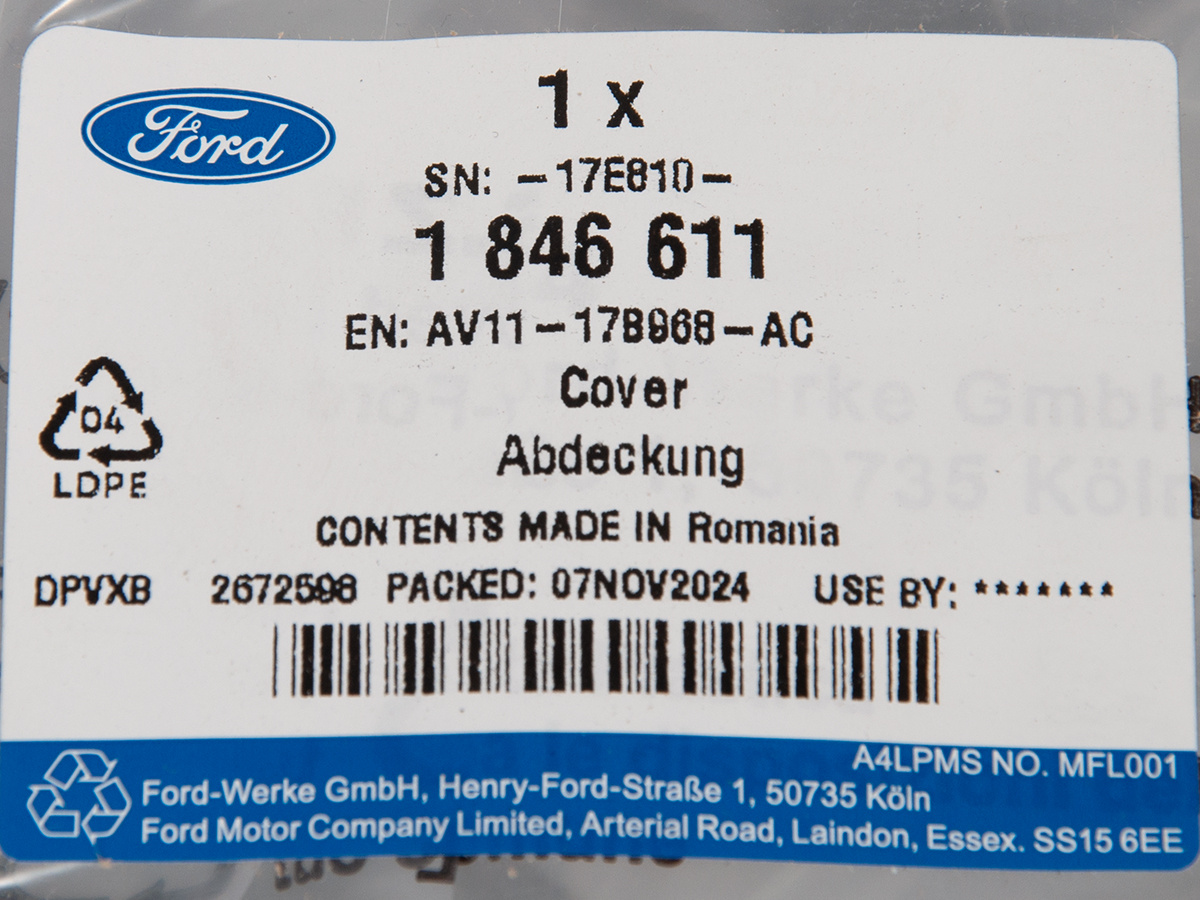 Ford
1 x
SN: -17E810-
1 846 611
EN: AV11-17B968-AC
Cover
Abdeckung
04
LDPE
CONTENTS MADE IN Romania
DPVXB 2672598 PACKED: 07NOV2024 USE BY: *******
A4LPMS NO. MFL001
Ford-Werke GmbH, Henry-Ford-Straße 1, 50735 Köln
Ford Motor Company Limited, Arterial Road, Laindon, Essex. SS15 6EE